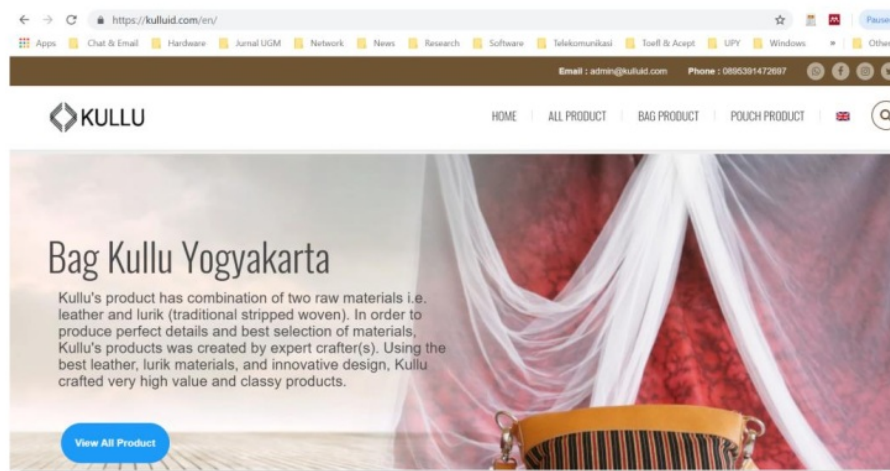 https://kulluid.com/en/
Paused
Apps Chat & Email Hardware Jurnal UGM Network News Research Software Telekomunikasi Toefl & Acept UPY Windows » Other
Email : admin@kulluid.com Phone : 0895391472697
KULLU
HOME ALL PRODUCT BAG PRODUCT POUCH PRODUCT
Bag Kullu Yogyakarta
Kullu's product has combination of two raw materials i.e.
leather and lurik (traditional stripped woven). In order to
produce perfect details and best selection of materials,
Kullu's products was created by expert crafter(s). Using the
best leather, lurik materials, and innovative design, Kullu
crafted very high value and classy products.
View All Product